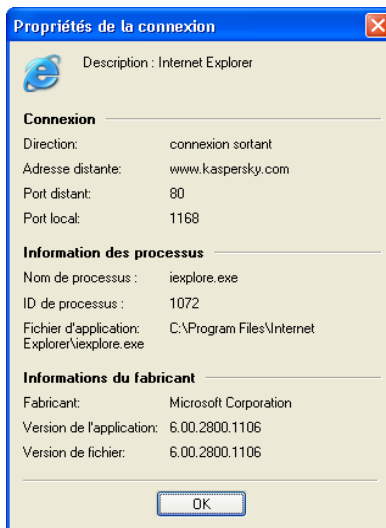 Propriétés de la connexion
Description : Internet Explorer
Connexion
Direction: connexion sortant
Adresse distante: www.kaspersky.com
Port distant: 80
Port local: 1168
Information des processus
Nom de processus : iexplore.exe
ID de processus : 1072
Fichier d'application: C:\Program Files\Internet
Explorer\iexplore.exe
Informations du fabricant
Fabricant: Microsoft Corporation
Version de l'application: 6.00.2800.1106
Version de fichier: 6.00.2800.1106
OK